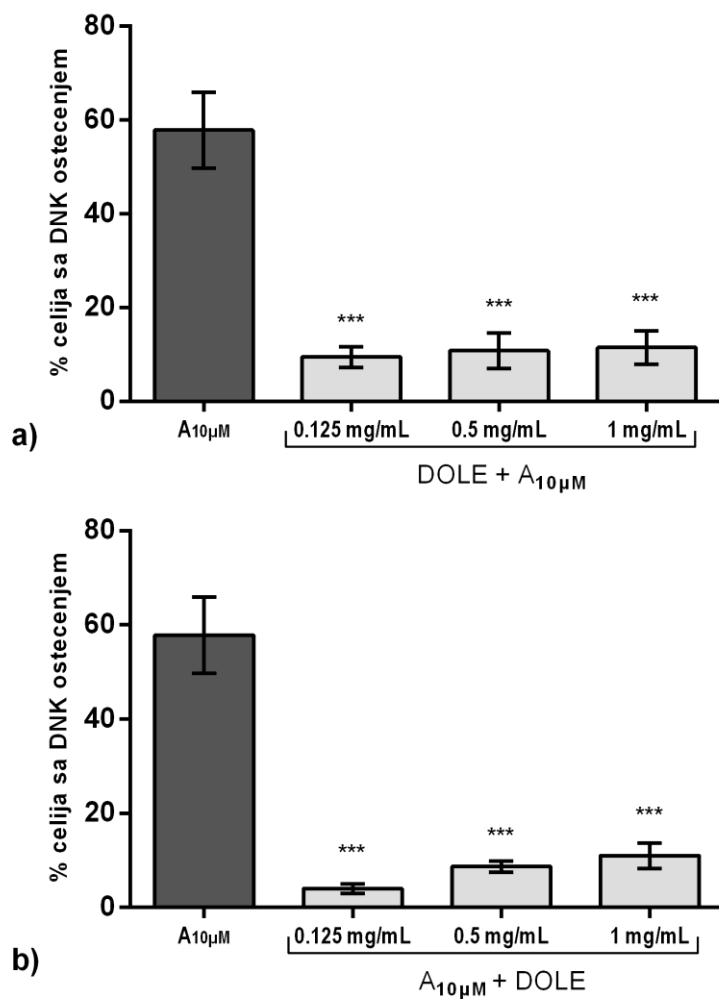 80
60
40
20
0
% celija sa DNK ostecenjem
***
***
***
A10µM
0.125 mg/mL
0.5 mg/mL
1 mg/mL
DOLE + A10µM
a)
80
60
40
20
0
% celija sa DNK ostecenjem
***
***
***
A10µM
0.125 mg/mL
0.5 mg/mL
1 mg/mL
A10µM + DOLE
b)